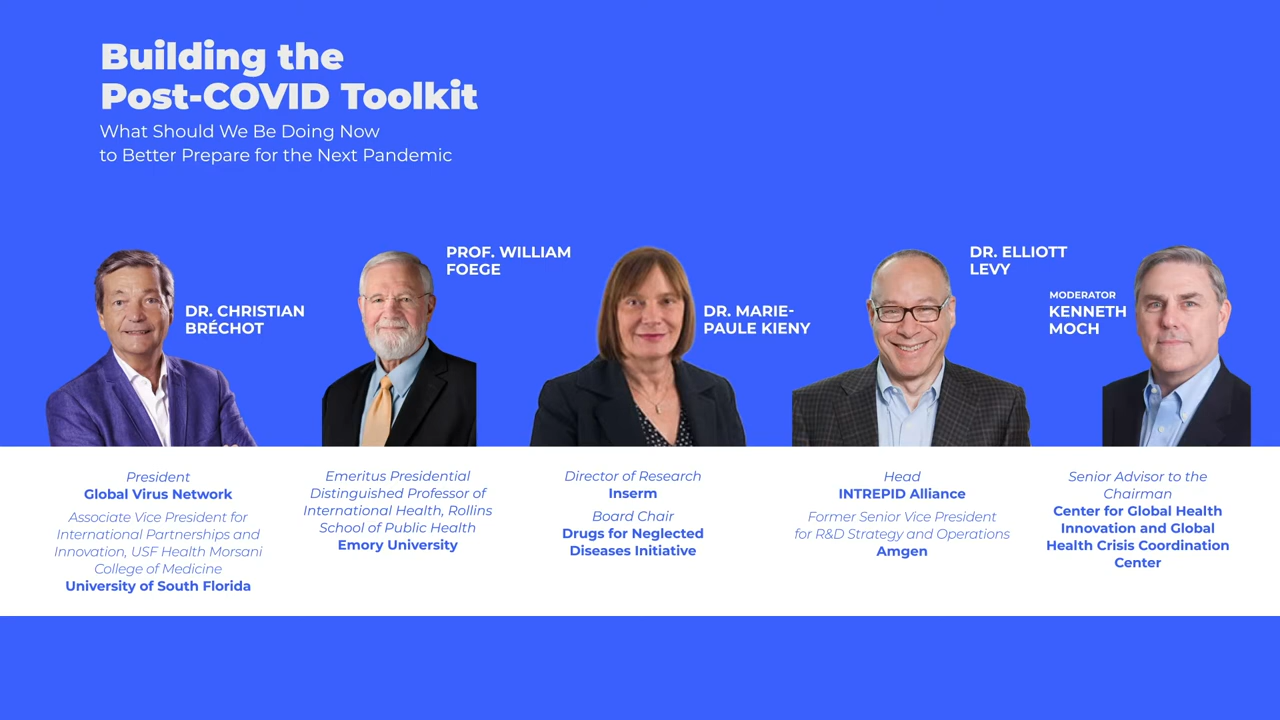 Building the
Post-COVID Toolkit
What Should We Be Doing Now
to Better Prepare for the Next Pandemic
DR. CHRISTIAN
BRÉCHOT
PROF. WILLIAM
FOEGE
DR. MARIE-
PAULE KIENY
DR. ELLIOTT
LEVY
MODERATOR
KENNETH
MOCH
President
Global Virus Network
Associate Vice President for
International Partnerships and
Innovation, USF Health Morsani
College of Medicine
University of South Florida
Emeritus Presidential
Distinguished Professor of
International Health, Rollins
School of Public Health
Emory University
Director of Research
Inserm
Board Chair
Drugs for Neglected
Diseases Initiative
Head
INTREPID Alliance
Former Senior Vice President
for R&D Strategy and Operations
Amgen
Senior Advisor to the
Chairman
Center for Global Health
Innovation and Global
Health Crisis Coordination
Center